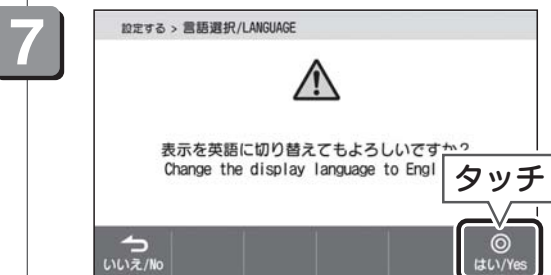 7
設定する > 言語選択/LANGUAGE
表示を英語に切り替えてもよろしいですか?
Change the display language to Engl
タッチ
いいえ/No
はい/Yes